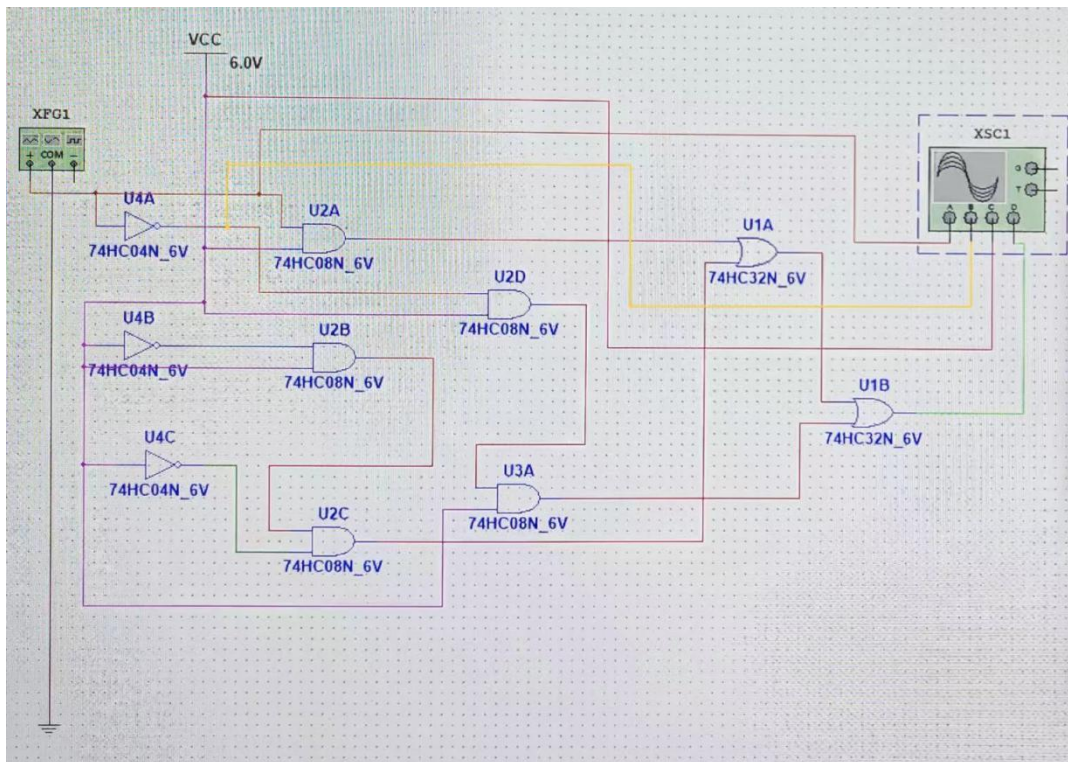 VCC
6.0V
XFG1
+ COM −
XSC1
G
T
A B C D
U4A
74HC04N_6V
U2A
74HC08N_6V
U1A
74HC32N_6V
U2D
74HC08N_6V
U4B
74HC04N_6V
U2B
74HC08N_6V
U1B
74HC32N_6V
U4C
74HC04N_6V
U3A
74HC08N_6V
U2C
74HC08N_6V